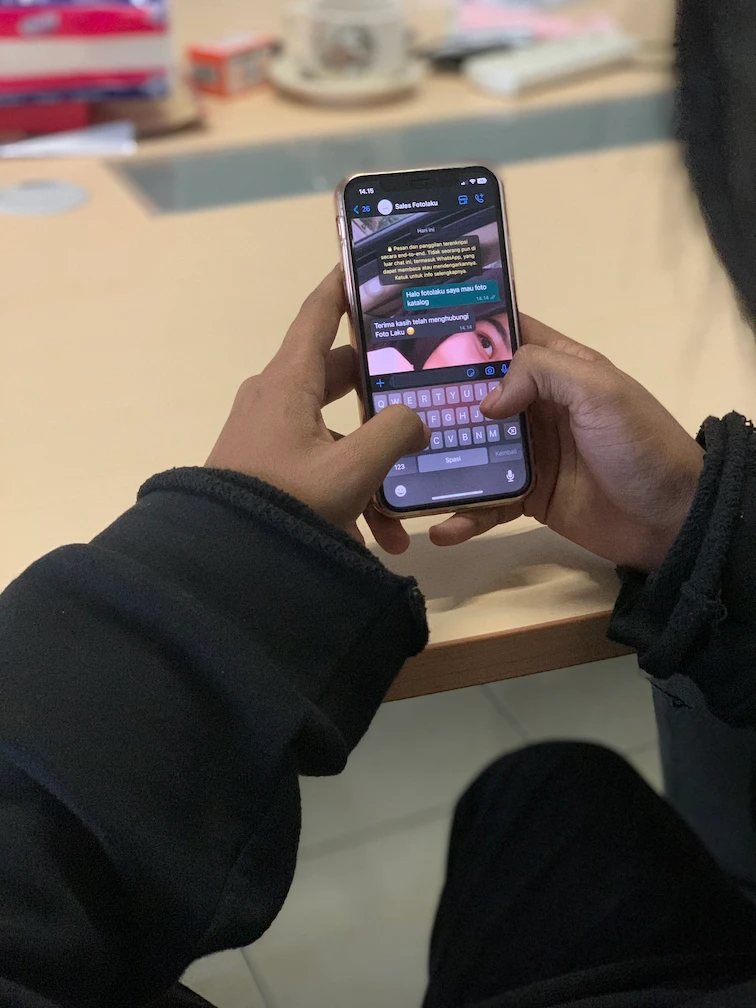 14.15
26 Sales Fotolaku
Hari ini
Pesan dan panggilan terenkripsi
secara end-to-end. Tidak seorang pun di
luar chat ini, termasuk WhatsApp, yang
dapat membaca atau mendengarkannya.
Ketuk untuk info selengkapnya.
Halo fotolaku saya mau foto
katalog 14.14
Terima kasih telah menghubungi
Foto Laku 😊 14.14
Q W E R T Y U I
F G H J
C V B N M
123 Spasi Kembali